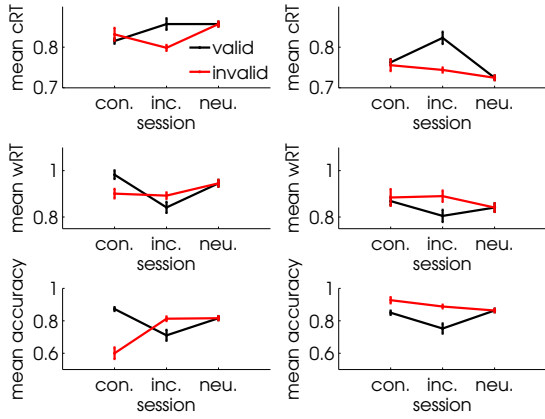 mean cRT
0.8
0.7
valid
invalid
con. inc. neu.
session
mean cRT
0.8
0.7
con. inc. neu.
session
mean wRT
1
0.8
con. inc. neu.
session
mean wRT
1
0.8
con. inc. neu.
session
mean accuracy
1
0.8
0.6
con. inc. neu.
session
mean accuracy
1
0.8
0.6
con. inc. neu.
session